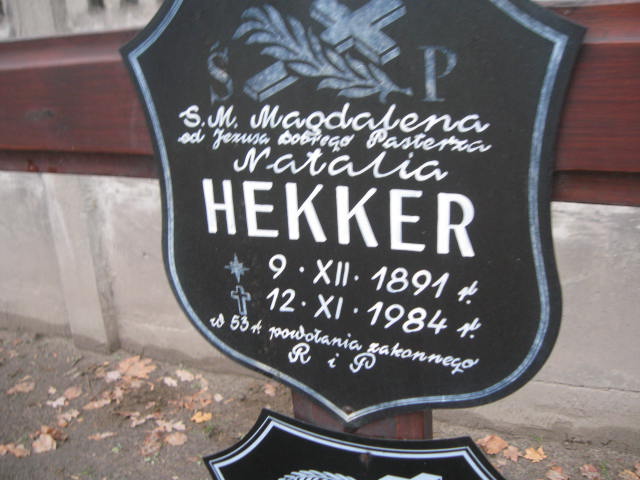 Ś P
S. M. Magdalena
od Jezusa Dobrego Pasterza
Natalia
HEKKER
9 · XII · 1891 r.
12 · XI · 1984 r.
w 53 r. powołania zakonnego
R i P